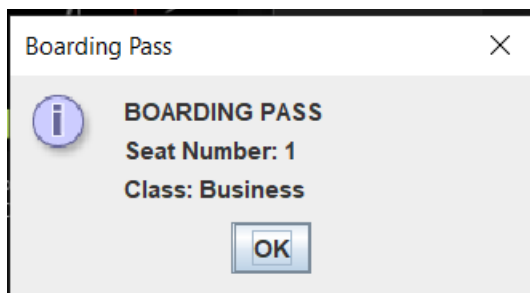 Boarding Pass
BOARDING PASS
Seat Number: 1
Class: Business
OK